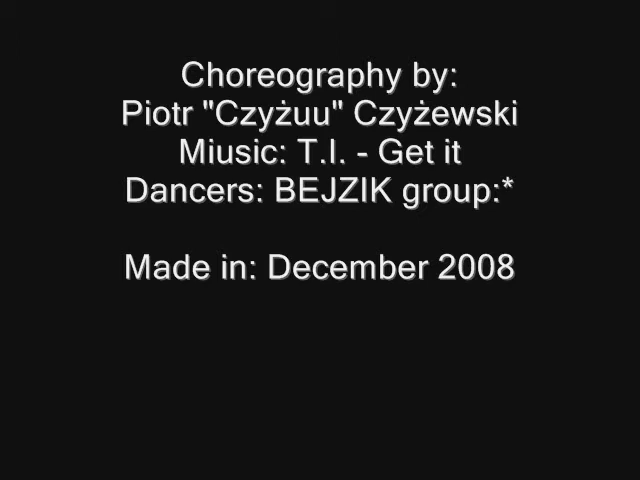 Choreography by:
Piotr "Czyżuu" Czyżewski
Miusic: T.I. - Get it
Dancers: BEJZIK group:*
Made in: December 2008